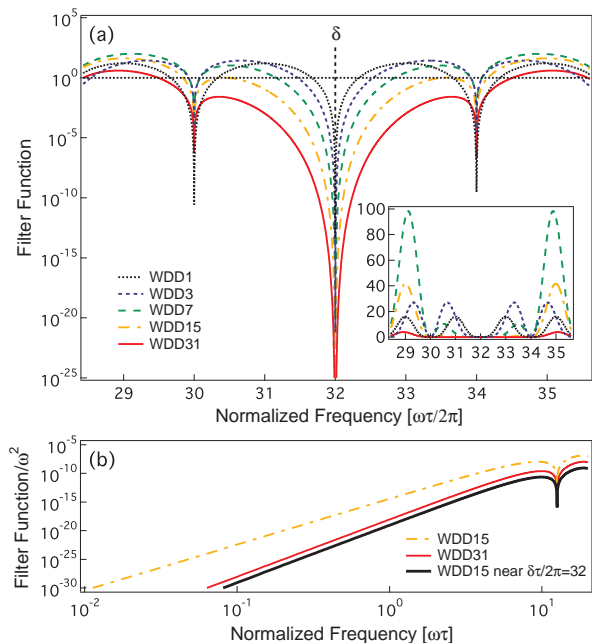 (a)
δ
10^5
10^0
10^-5
10^-10
10^-15
10^-20
10^-25
Filter Function
WDD1
WDD3
WDD7
WDD15
WDD31
100
80
60
40
20
0
29 30 31 32 33 34 35
29 30 31 32 33 34 35
Normalized Frequency [ωτ/2π]
(b)
10^-5
10^-10
10^-15
10^-20
10^-25
10^-30
Filter Function/ω^2
WDD15
WDD31
WDD15 near δτ/2π=32
10^-2 10^-1 10^0 10^1
Normalized Frequency [ωτ]